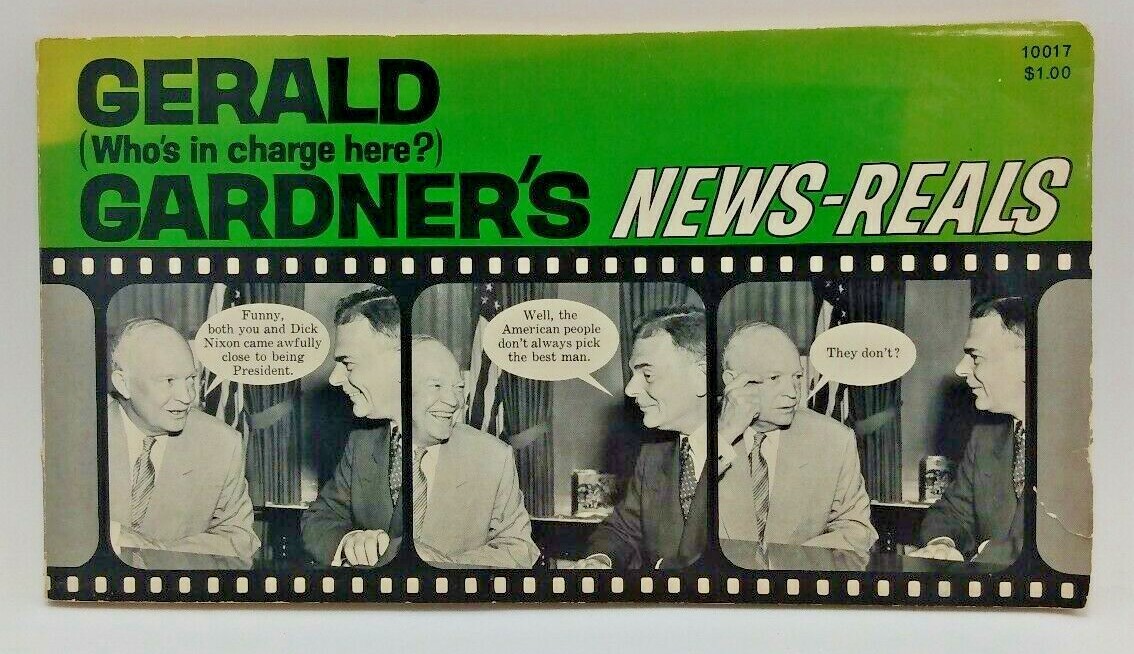 10017
$1.00
GERALD
(Who's in charge here?)
GARDNER'S NEWS-REALS
Funny,
both you and Dick
Nixon came awfully
close to being
President.
Well, the
American people
don't always pick
the best man.
They don't?